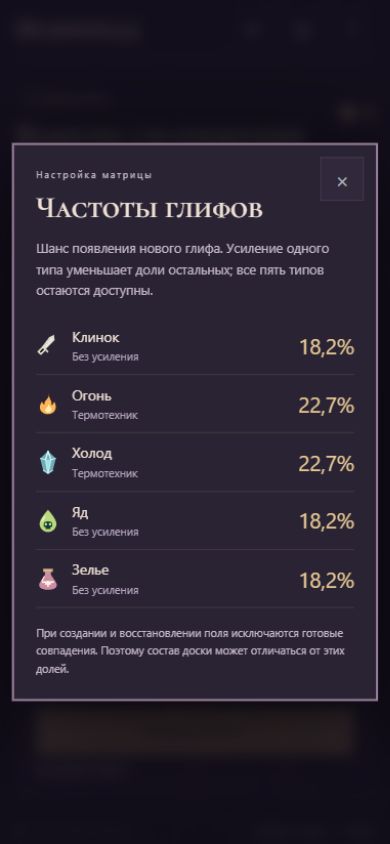 Настройка матрицы
×
Частоты глифов
Шанс появления нового глифа. Усиление одного
типа уменьшает доли остальных; все пять типов
остаются доступны.
Клинок
Без усиления
18,2%
Огонь
Термотехник
22,7%
Холод
Термотехник
22,7%
Яд
Без усиления
18,2%
Зелье
Без усиления
18,2%
При создании и восстановлении поля исключаются готовые
совпадения. Поэтому состав доски может отличаться от этих
долей.